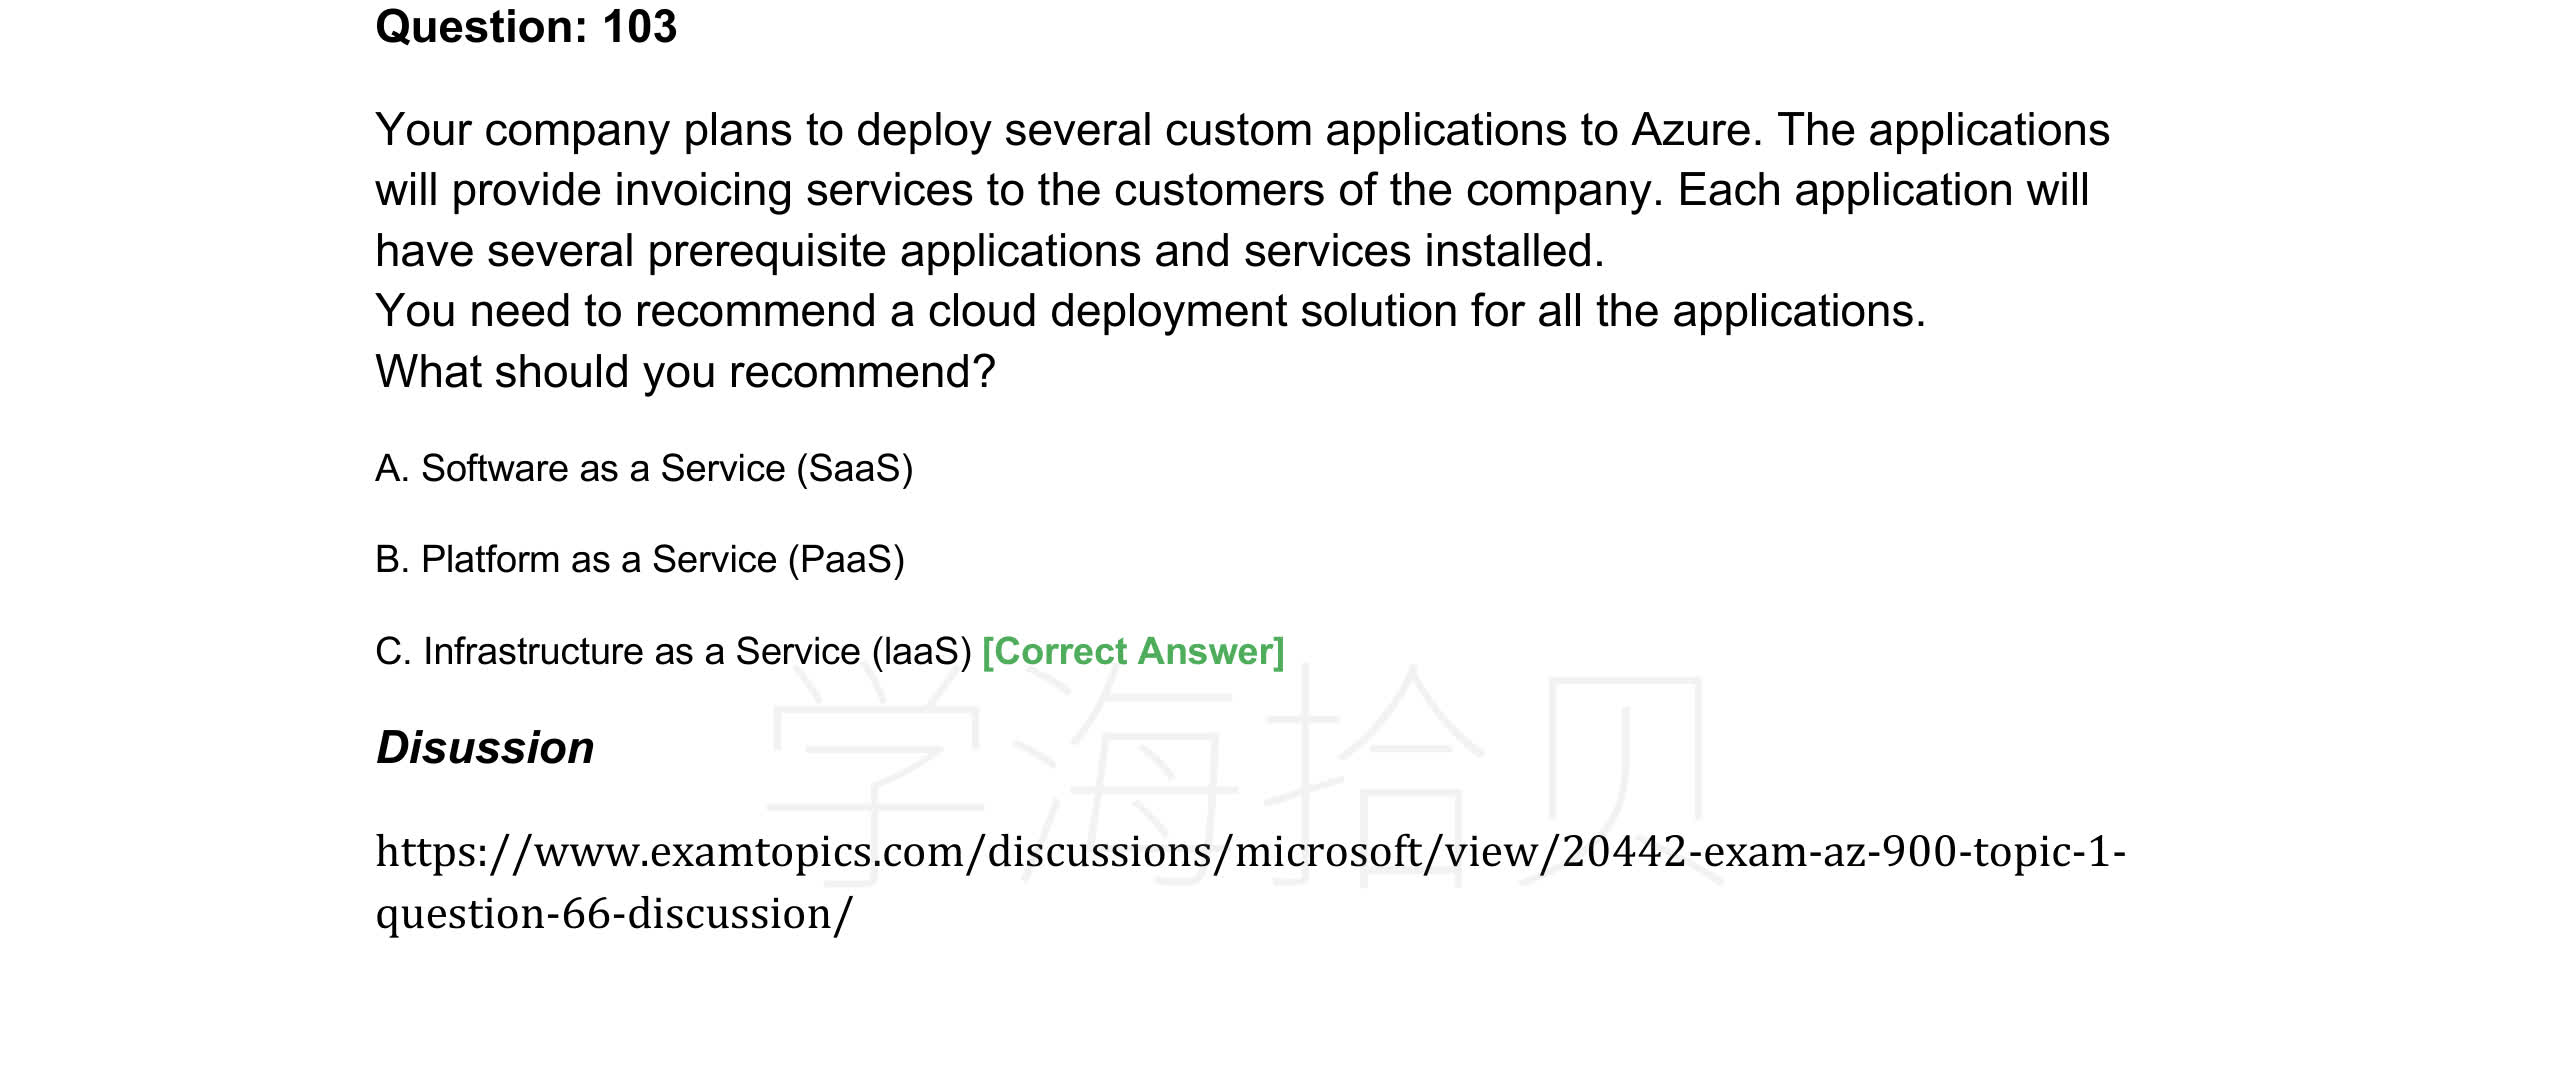 Question: 103
Your company plans to deploy several custom applications to Azure. The applications
will provide invoicing services to the customers of the company. Each application will
have several prerequisite applications and services installed.
You need to recommend a cloud deployment solution for all the applications.
What should you recommend?
A. Software as a Service (SaaS)
B. Platform as a Service (PaaS)
C. Infrastructure as a Service (IaaS) [Correct Answer]
学海拾贝
Disussion
https://www.examtopics.com/discussions/microsoft/view/20442-exam-az-900-topic-1-
question-66-discussion/